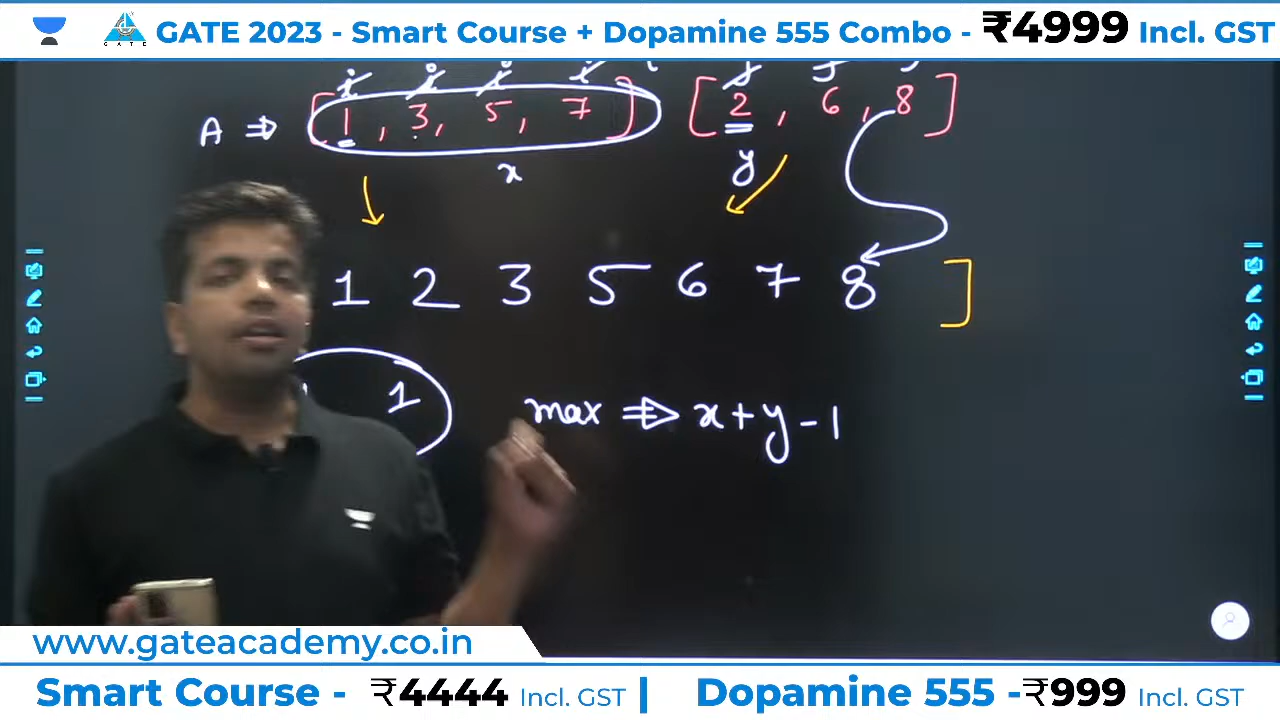 GATE 2023 - Smart Course + Dopamine 555 Combo - ₹4999 Incl. GST
GATE
i i i i i j j j
A ⇒ [1, 3, 5, 7] [2, 6, 8]
x y
1 2 3 5 6 7 8 ]
1
max ⇒ x+y-1
www.gateacademy.co.in
Smart Course - ₹4444 Incl. GST | Dopamine 555 -₹999 Incl. GST